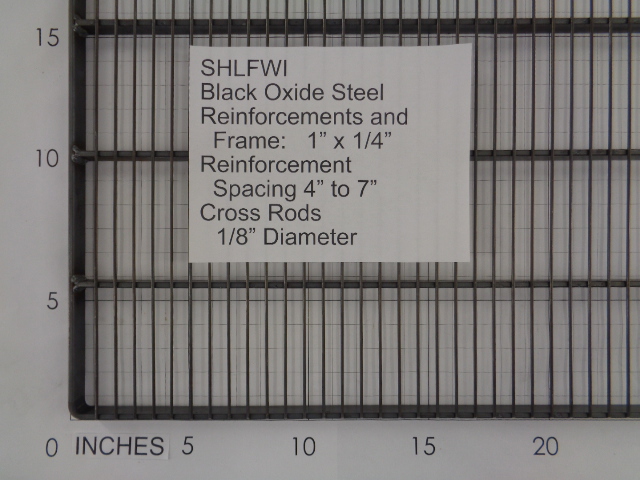 15
SHLFWI
Black Oxide Steel
Reinforcements and
Frame: 1” x 1/4”
10
Reinforcement
Spacing 4” to 7”
Cross Rods
1/8” Diameter
5
0 INCHES 5 10 15 20